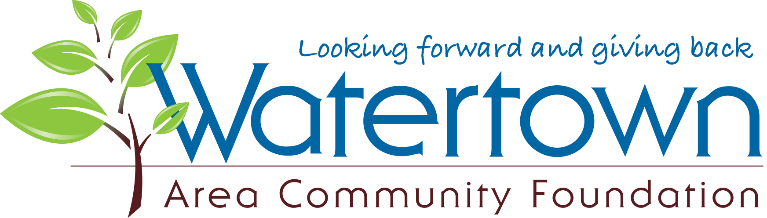 Looking forward and giving back
Watertown
Area Community Foundation